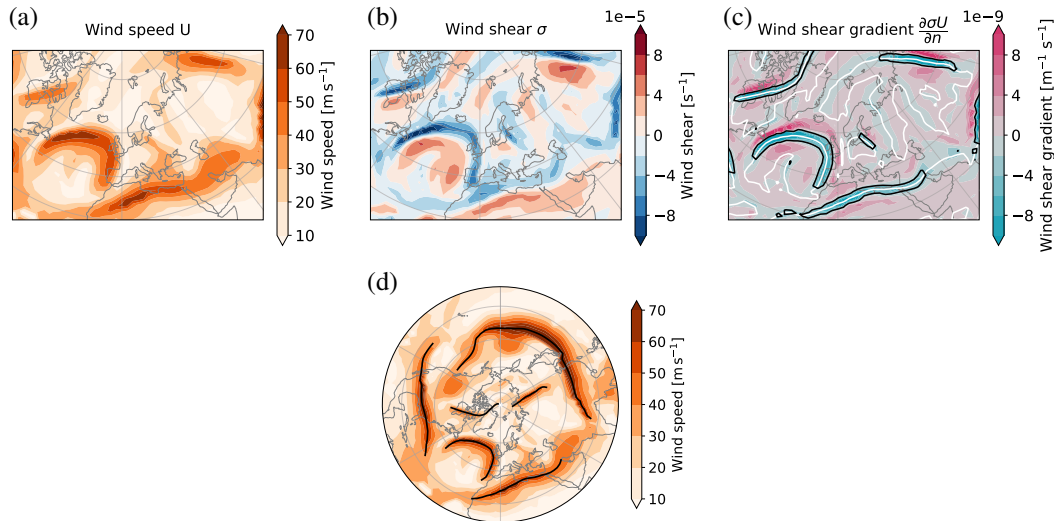 (a)
Wind speed U
70
60
50
40
30
20
10
Wind speed [m s⁻¹]
(b)
Wind shear σ
1e−5
8
4
0
−4
−8
Wind shear [s⁻¹]
(c)
Wind shear gradient ∂σU/∂n
1e−9
8
4
0
−4
−8
Wind shear gradient [m⁻¹ s⁻¹]
(d)
70
60
50
40
30
20
10
Wind speed [m s⁻¹]